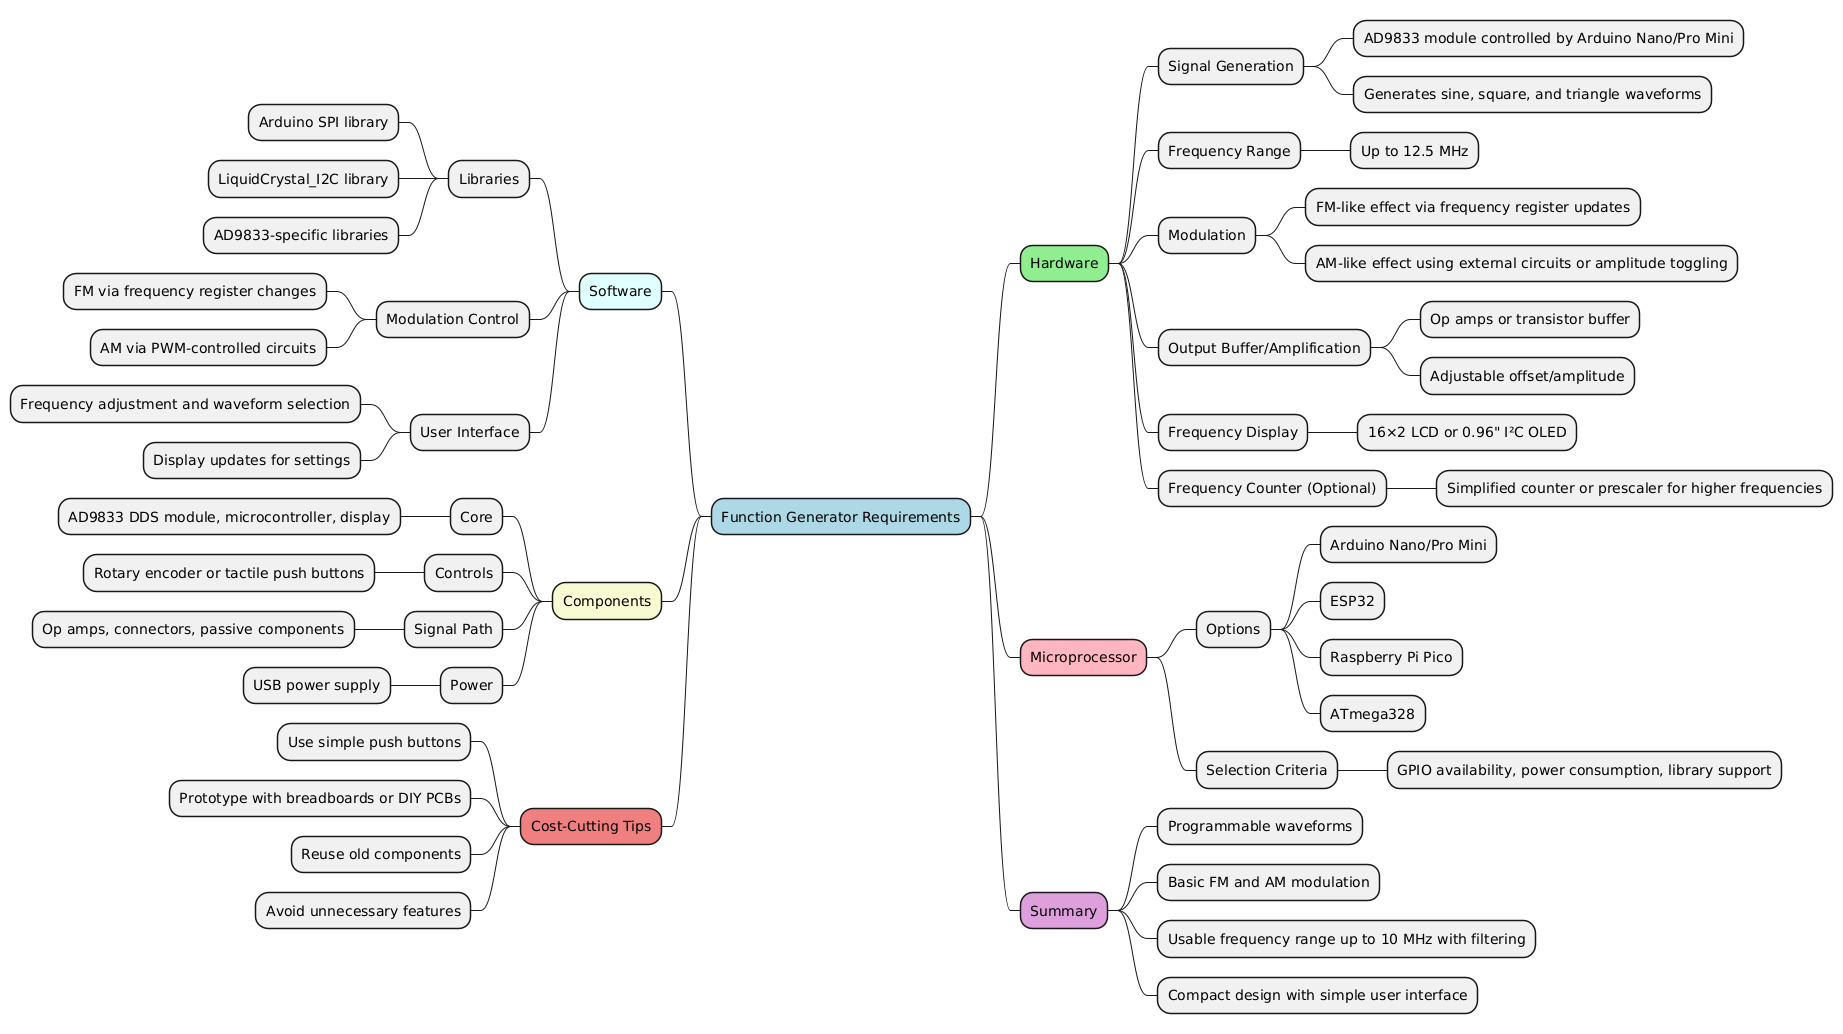 Function Generator Requirements
Hardware
Signal Generation
AD9833 module controlled by Arduino Nano/Pro Mini
Generates sine, square, and triangle waveforms
Frequency Range
Up to 12.5 MHz
Modulation
FM-like effect via frequency register updates
AM-like effect using external circuits or amplitude toggling
Output Buffer/Amplification
Op amps or transistor buffer
Adjustable offset/amplitude
Frequency Display
16×2 LCD or 0.96" I²C OLED
Frequency Counter (Optional)
Simplified counter or prescaler for higher frequencies
Microprocessor
Options
Arduino Nano/Pro Mini
ESP32
Raspberry Pi Pico
ATmega328
Selection Criteria
GPIO availability, power consumption, library support
Summary
Programmable waveforms
Basic FM and AM modulation
Usable frequency range up to 10 MHz with filtering
Compact design with simple user interface
Software
Libraries
Arduino SPI library
LiquidCrystal_I2C library
AD9833-specific libraries
Modulation Control
FM via frequency register changes
AM via PWM-controlled circuits
User Interface
Frequency adjustment and waveform selection
Display updates for settings
Components
Core
AD9833 DDS module, microcontroller, display
Controls
Rotary encoder or tactile push buttons
Signal Path
Op amps, connectors, passive components
Power
USB power supply
Cost-Cutting Tips
Use simple push buttons
Prototype with breadboards or DIY PCBs
Reuse old components
Avoid unnecessary features